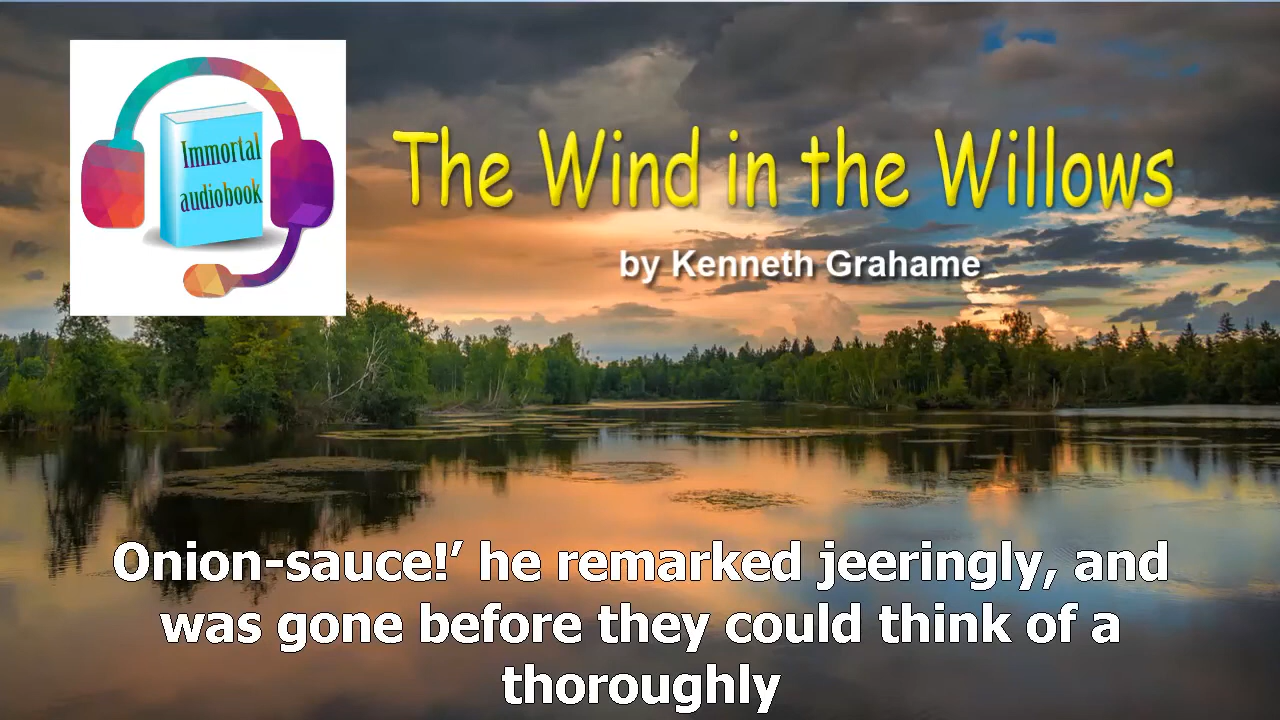 Immortal
audiobook
The Wind in the Willows
by Kenneth Grahame
Onion-sauce!’ he remarked jeeringly, and
was gone before they could think of a
thoroughly